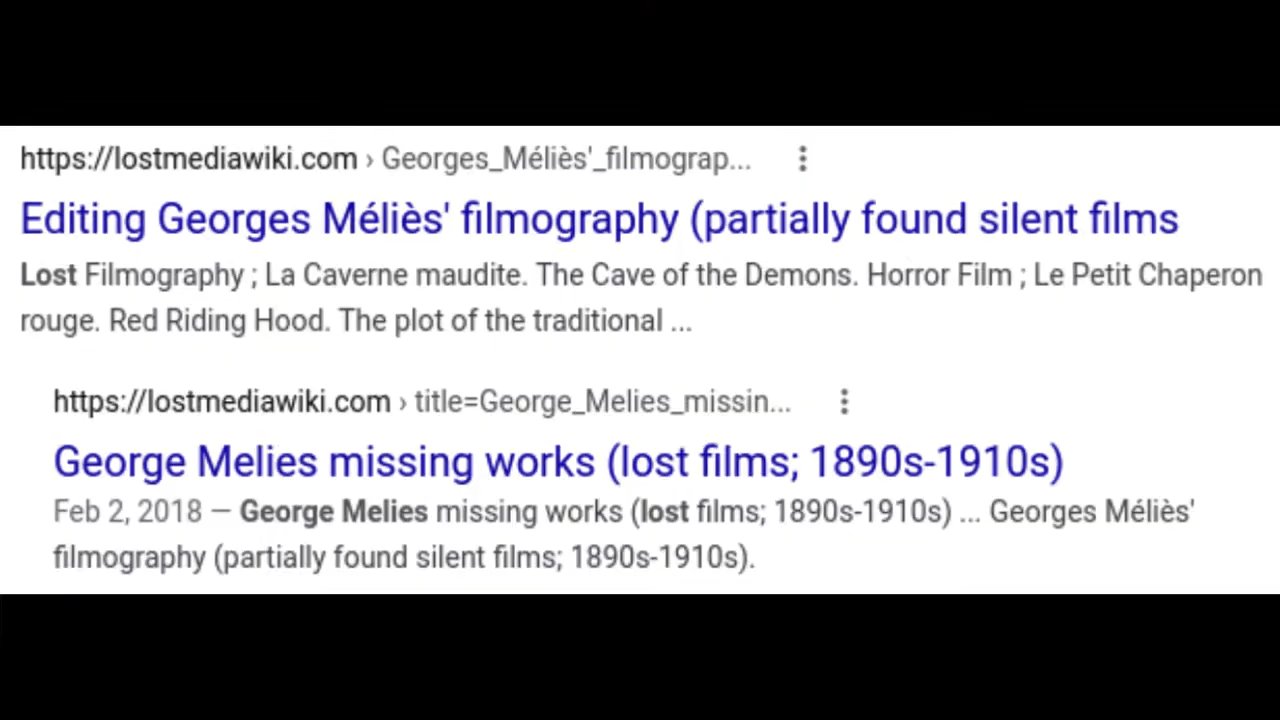 https://lostmediawiki.com › Georges_Méliès'_filmograp...
Editing Georges Méliès' filmography (partially found silent films
Lost Filmography ; La Caverne maudite. The Cave of the Demons. Horror Film ; Le Petit Chaperon
rouge. Red Riding Hood. The plot of the traditional ...
https://lostmediawiki.com › title=George_Melies_missin...
George Melies missing works (lost films; 1890s-1910s)
Feb 2, 2018 — George Melies missing works (lost films; 1890s-1910s) ... Georges Méliès'
filmography (partially found silent films; 1890s-1910s).